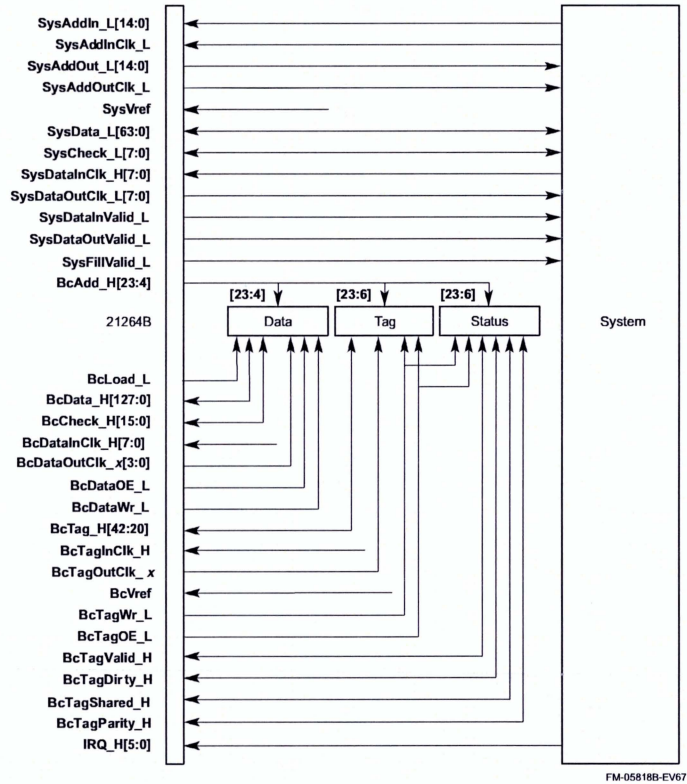 SysAddIn_L[14:0]
SysAddInClk_L
SysAddOut_L[14:0]
SysAddOutClk_L
SysVref
SysData_L[63:0]
SysCheck_L[7:0]
SysDataInClk_H[7:0]
SysDataOutClk_L[7:0]
SysDataInValid_L
SysDataOutValid_L
SysFillValid_L
BcAdd_H[23:4]
[23:4] [23:6] [23:6]
21264B Data Tag Status System
BcLoad_L
BcData_H[127:0]
BcCheck_H[15:0]
BcDataInClk_H[7:0]
BcDataOutClk_x[3:0]
BcDataOE_L
BcDataWr_L
BcTag_H[42:20]
BcTagInClk_H
BcTagOutClk_x
BcVref
BcTagWr_L
BcTagOE_L
BcTagValid_H
BcTagDirty_H
BcTagShared_H
BcTagParity_H
IRQ_H[5:0]
FM-05818B-EV67